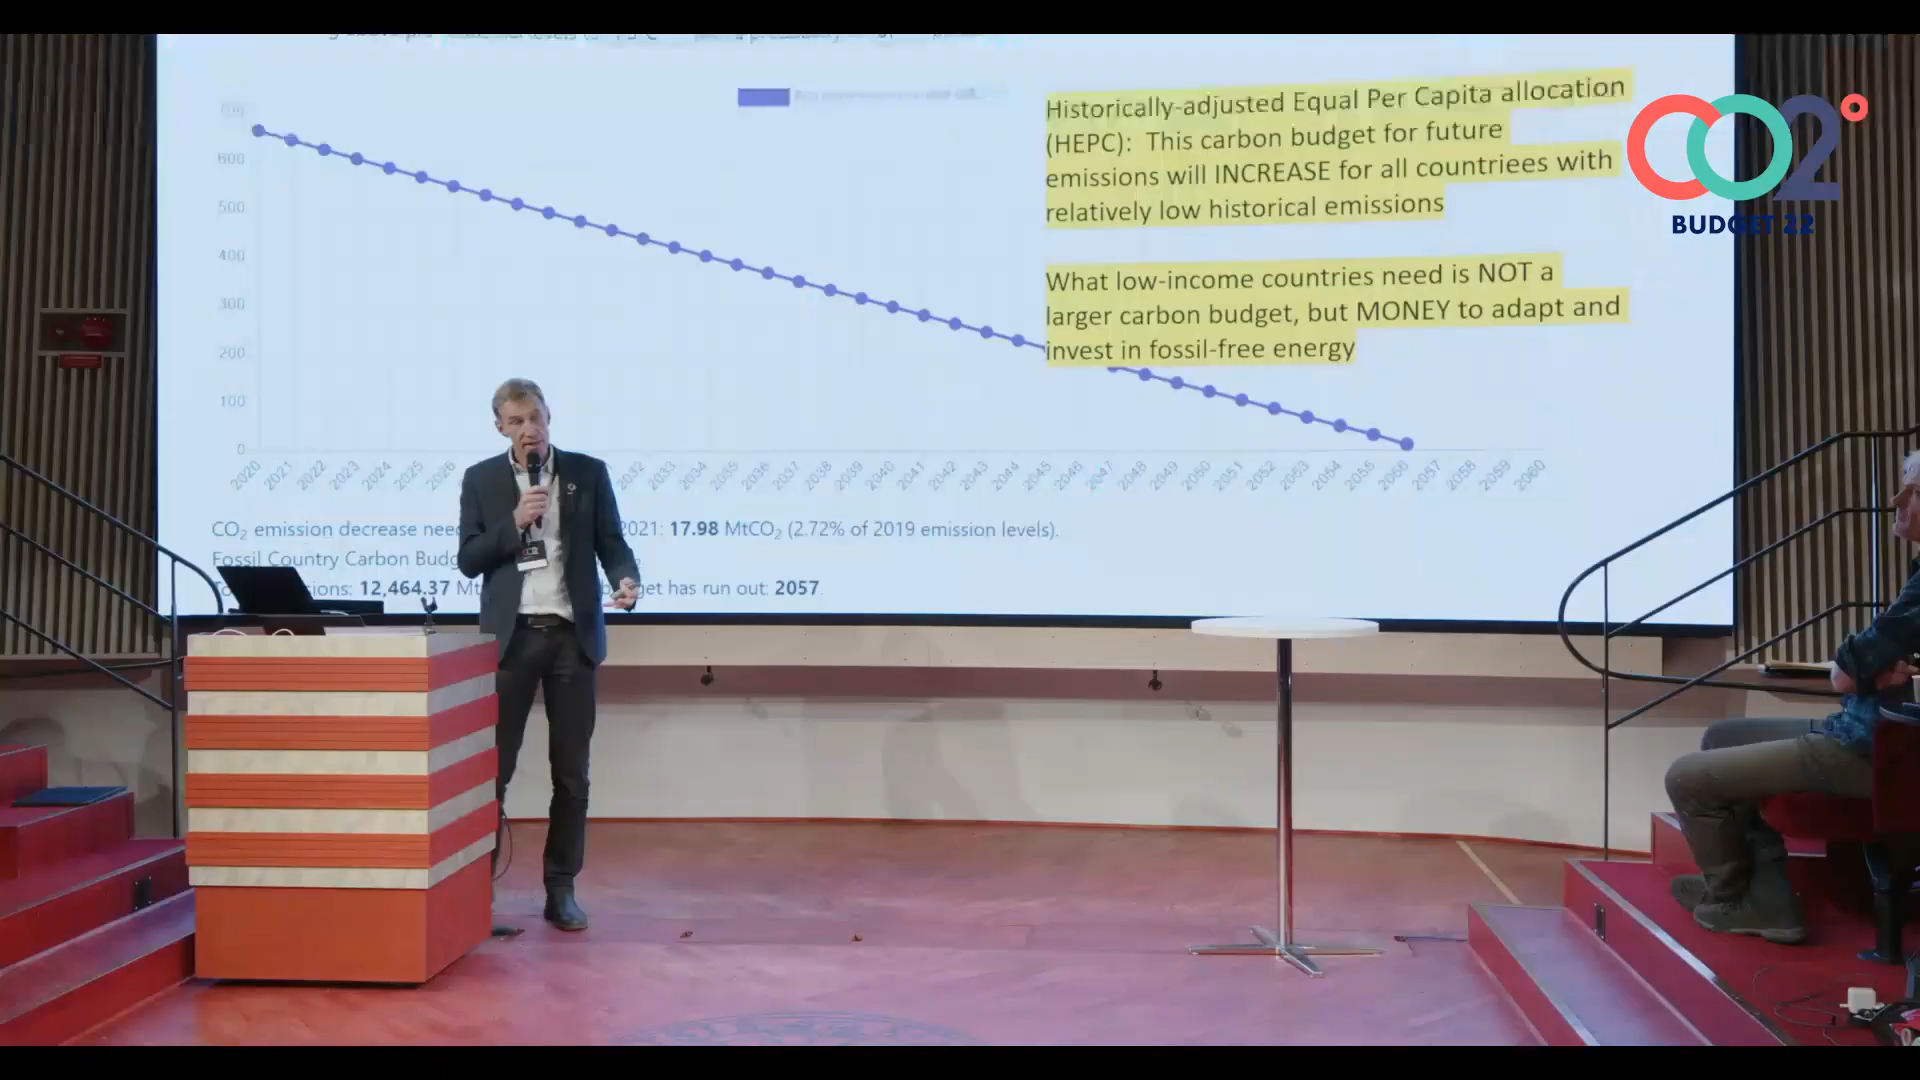 Historically-adjusted Equal Per Capita allocation
(HEPC): This carbon budget for future
emissions will INCREASE for all countriees with
relatively low historical emissions
What low-income countries need is NOT a
larger carbon budget, but MONEY to adapt and
invest in fossil-free energy
CO2
BUDGET 22
700
600
500
400
300
200
100
0
2020 2021 2022 2023 2024 2025 2026 2032 2033 2034 2035 2036 2037 2038 2039 2040 2041 2042 2043 2044 2045 2046 2047 2048 2049 2050 2051 2052 2053 2054 2055 2056 2057 2058 2059 2060
CO₂ emission decrease 2021: 17.98 MtCO₂ (2.72% of 2019 emission levels).
Fossil Country Carbon
12,464.37 has run out: 2057